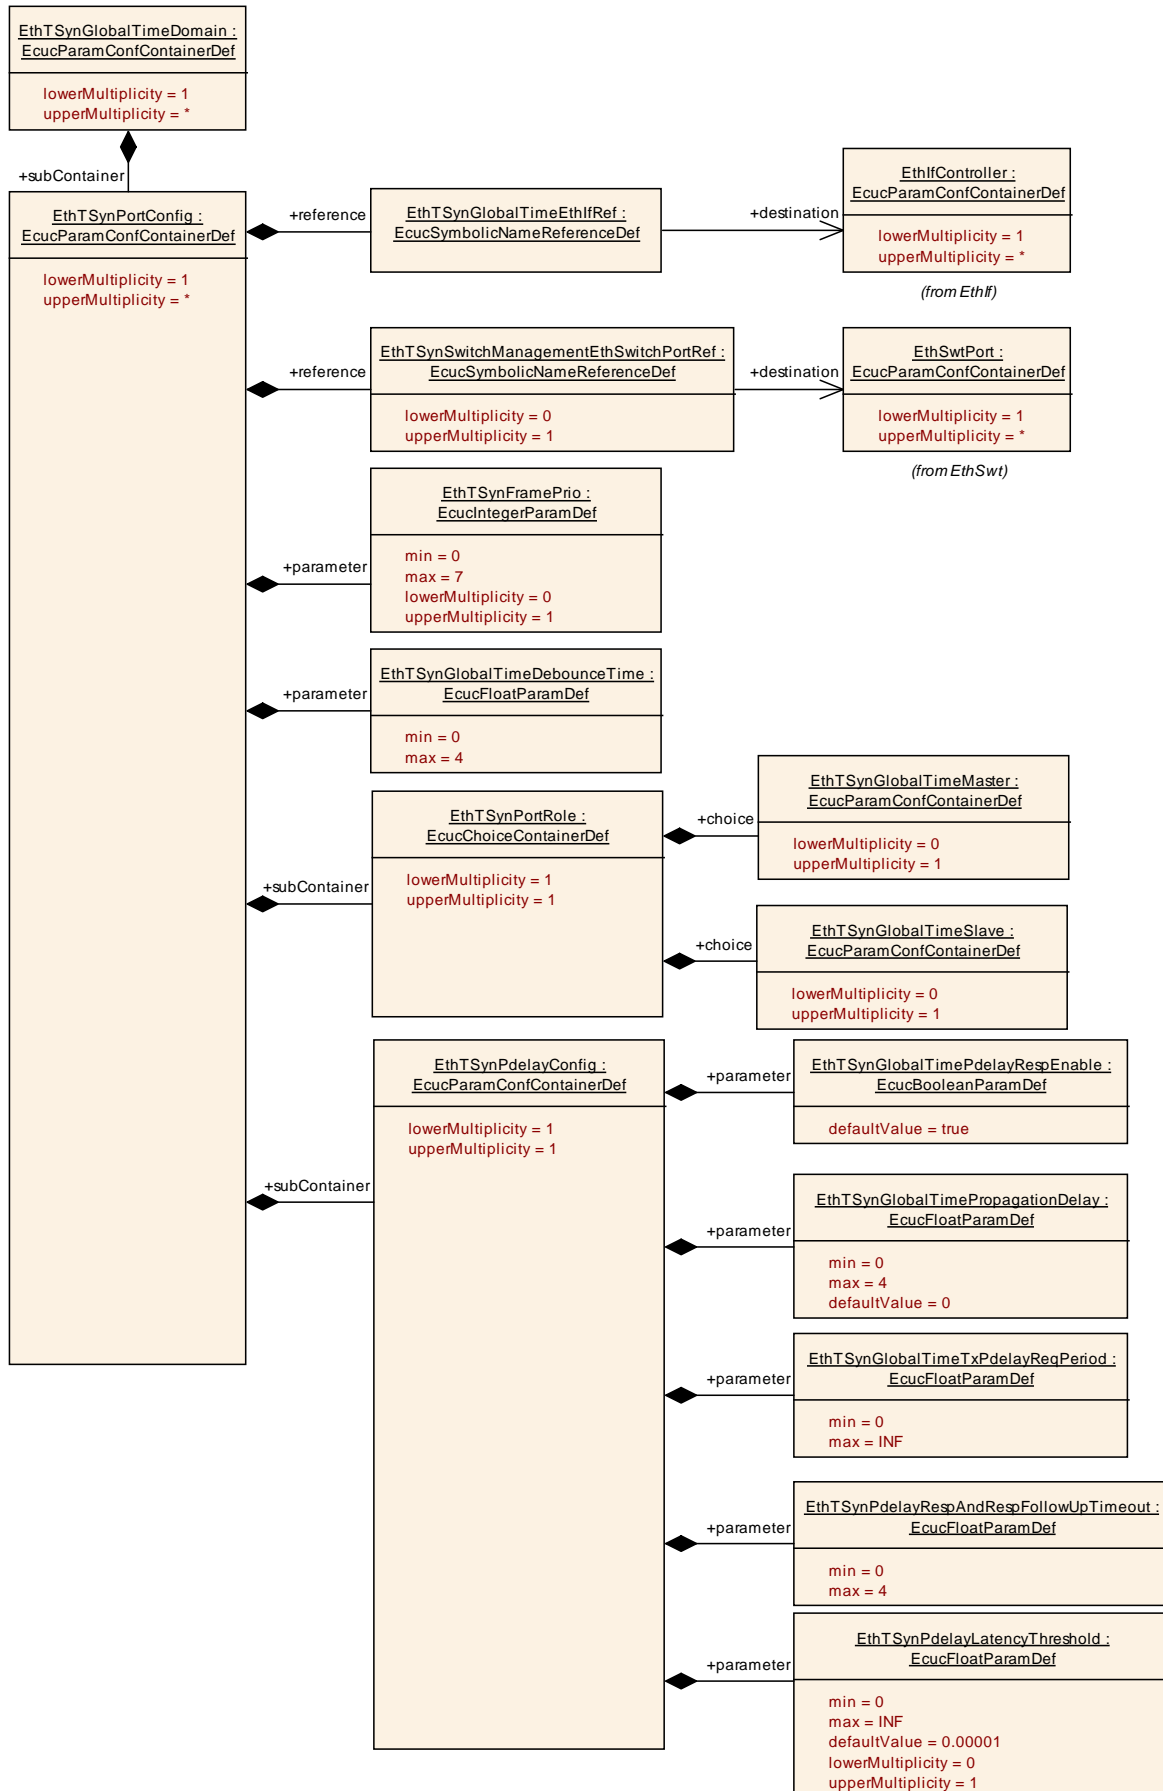 EthTSynGlobalTimeDomain :
EcucParamConfContainerDef
lowerMultiplicity = 1
upperMultiplicity = *
+subContainer
EthTSynPortConfig :
EcucParamConfContainerDef
lowerMultiplicity = 1
upperMultiplicity = *
+reference
EthTSynGlobalTimeEthIfRef :
EcucSymbolicNameReferenceDef
+destination
EthIfController :
EcucParamConfContainerDef
lowerMultiplicity = 1
upperMultiplicity = *
(from EthIf)
+reference
EthTSynSwitchManagementEthSwitchPortRef :
EcucSymbolicNameReferenceDef
lowerMultiplicity = 0
upperMultiplicity = 1
+destination
EthSwtPort :
EcucParamConfContainerDef
lowerMultiplicity = 1
upperMultiplicity = *
(from EthSwt)
+parameter
EthTSynFramePrio :
EcucIntegerParamDef
min = 0
max = 7
lowerMultiplicity = 0
upperMultiplicity = 1
+parameter
EthTSynGlobalTimeDebounceTime :
EcucFloatParamDef
min = 0
max = 4
+subContainer
EthTSynPortRole :
EcucChoiceContainerDef
lowerMultiplicity = 1
upperMultiplicity = 1
+choice
EthTSynGlobalTimeMaster :
EcucParamConfContainerDef
lowerMultiplicity = 0
upperMultiplicity = 1
+choice
EthTSynGlobalTimeSlave :
EcucParamConfContainerDef
lowerMultiplicity = 0
upperMultiplicity = 1
+subContainer
EthTSynPdelayConfig :
EcucParamConfContainerDef
lowerMultiplicity = 1
upperMultiplicity = 1
+parameter
EthTSynGlobalTimePdelayRespEnable :
EcucBooleanParamDef
defaultValue = true
+parameter
EthTSynGlobalTimePropagationDelay :
EcucFloatParamDef
min = 0
max = 4
defaultValue = 0
+parameter
EthTSynGlobalTimeTxPdelayReqPeriod :
EcucFloatParamDef
min = 0
max = INF
+parameter
EthTSynPdelayRespAndRespFollowUpTimeout :
EcucFloatParamDef
min = 0
max = 4
+parameter
EthTSynPdelayLatencyThreshold :
EcucFloatParamDef
min = 0
max = INF
defaultValue = 0.00001
lowerMultiplicity = 0
upperMultiplicity = 1